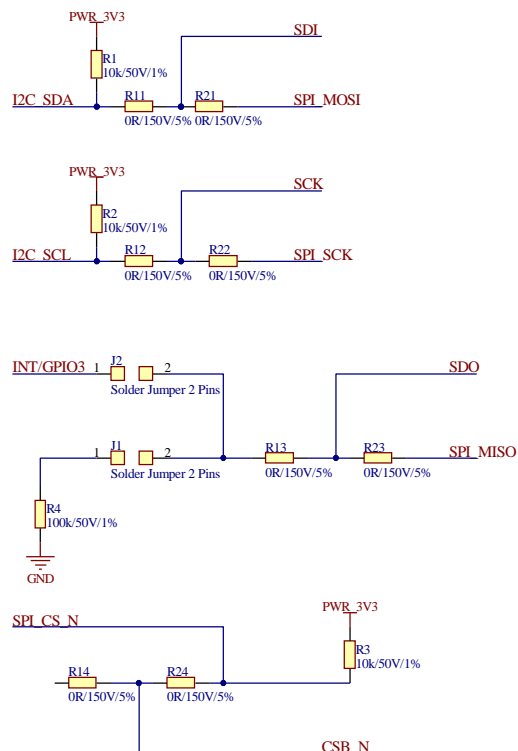 PWR_3V3
SDI
R1
10k/50V/1%
I2C_SDA
R11
R21
SPI_MOSI
0R/150V/5%
0R/150V/5%
PWR_3V3
SCK
R2
10k/50V/1%
I2C_SCL
R12
R22
SPI_SCK
0R/150V/5%
0R/150V/5%
INT/GPIO3
1
J2
2
SDO
Solder Jumper 2 Pins
1
J1
2
R13
R23
SPI_MISO
Solder Jumper 2 Pins
0R/150V/5%
0R/150V/5%
R4
100k/50V/1%
GND
PWR_3V3
SPI_CS_N
R3
10k/50V/1%
R14
R24
0R/150V/5%
0R/150V/5%
CSB_N